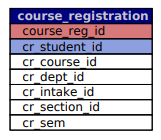 course_registration
course_reg_id
cr_student_id
cr_course_id
cr_dept_id
cr_intake_id
cr_section_id
cr_sem